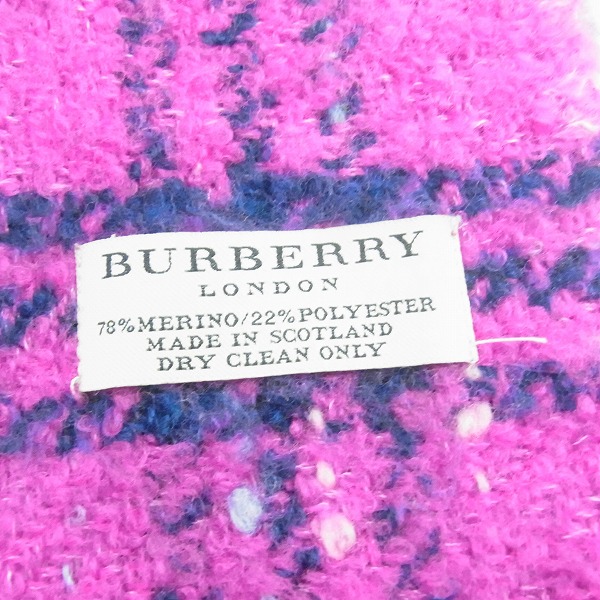 BURBERRY
LONDON
78%MERINO/22%POLYESTER
MADE IN SCOTLAND
DRY CLEAN ONLY